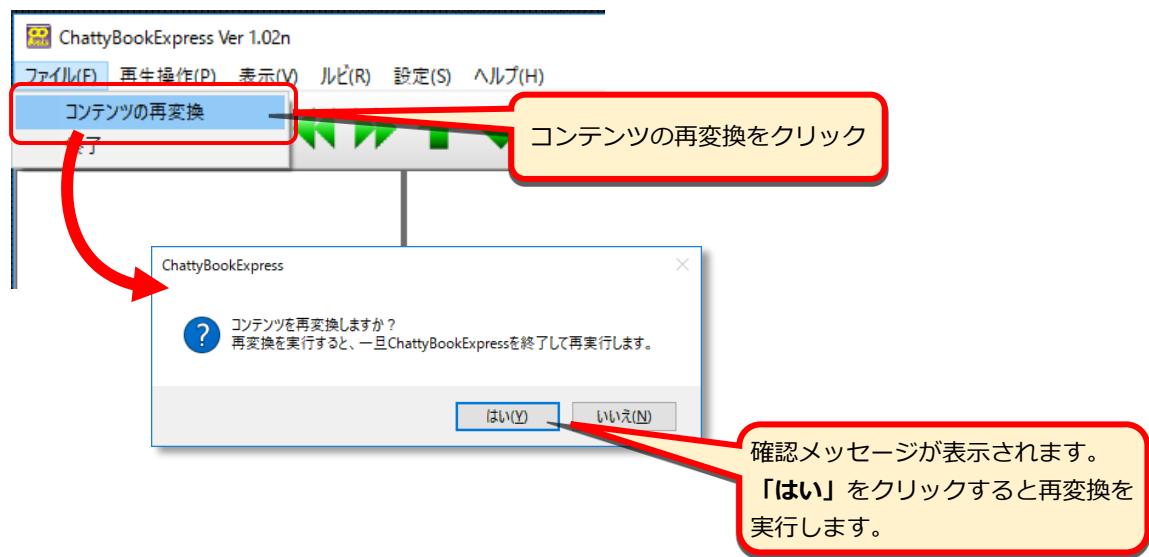 ChattyBookExpress Ver 1.02n
ファイル(F) 再生操作(P) 表示(V) ルビ(R) 設定(S) ヘルプ(H)
コンテンツの再変換
終了
コンテンツの再変換をクリック
ChattyBookExpress
コンテンツを再変換しますか？
再変換を実行すると、一旦ChattyBookExpressを終了して再実行します。
はい(Y) いいえ(N)
確認メッセージが表示されます。
「はい」をクリックすると再変換を
実行します。